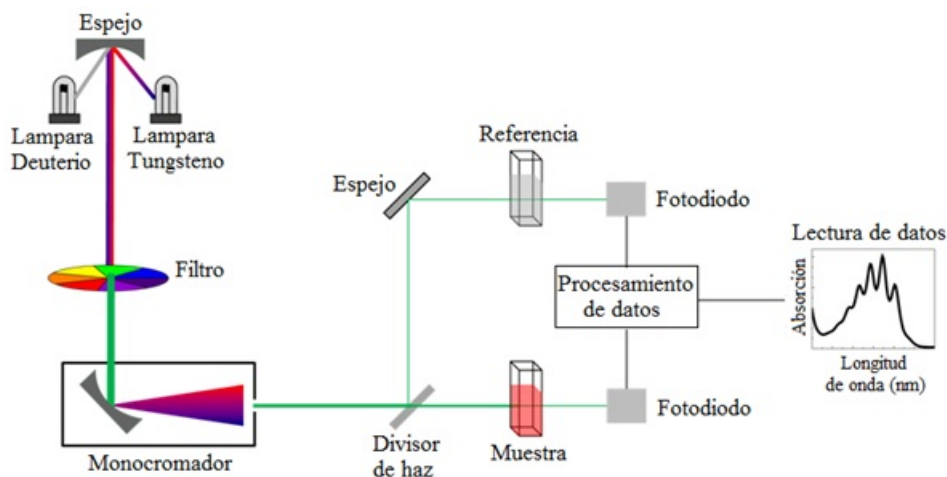 Espejo
Lampara
Deuterio
Lampara
Tungsteno
Filtro
Monocromador
Espejo
Referencia
Fotodiodo
Procesamiento
de datos
Divisor
de haz
Muestra
Fotodiodo
Lectura de datos
Absorción
Longitud
de onda (nm)